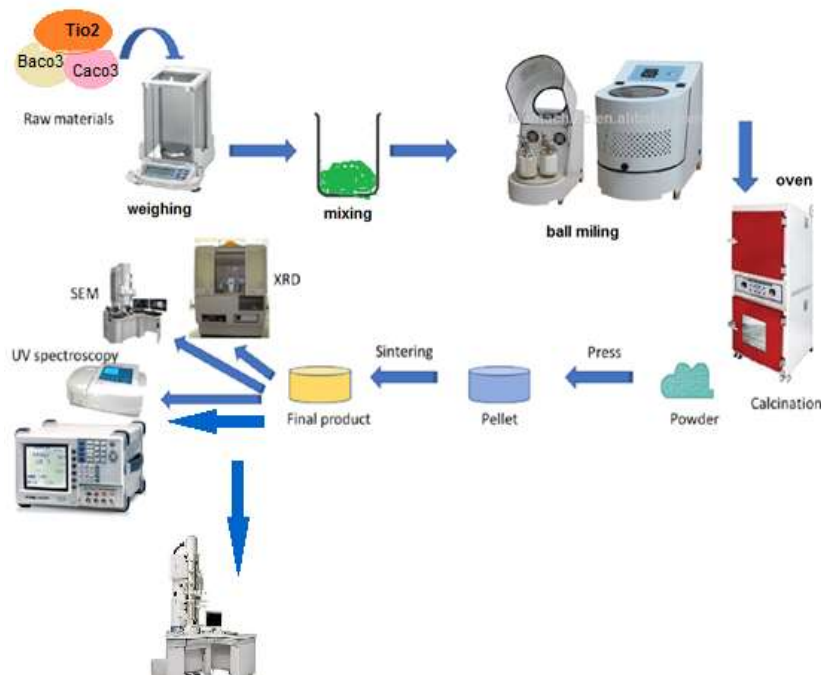 Tio2
Baco3
Caco3
Raw materials
weighing
mixing
ball miling
oven
Calcination
Powder
Press
Pellet
Sintering
Final product
XRD
SEM
UV spectroscopy